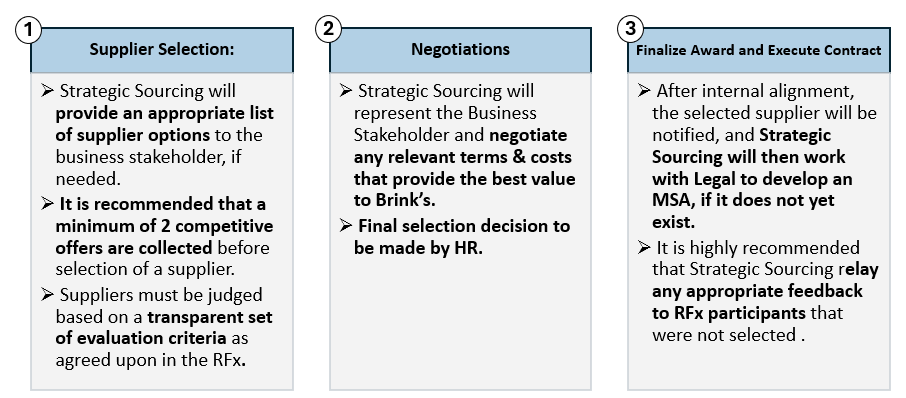 1
Supplier Selection:
➢ Strategic Sourcing will
provide an appropriate list
of supplier options to the
business stakeholder, if
needed.
➢ It is recommended that a
minimum of 2 competitive
offers are collected before
selection of a supplier.
➢ Suppliers must be judged
based on a transparent set
of evaluation criteria as
agreed upon in the RFx.
2
Negotiations
➢ Strategic Sourcing will
represent the Business
Stakeholder and negotiate
any relevant terms & costs
that provide the best value
to Brink’s.
➢ Final selection decision to
be made by HR.
3
Finalize Award and Execute Contract
➢ After internal alignment,
the selected supplier will be
notified, and Strategic
Sourcing will then work
with Legal to develop an
MSA, if it does not yet
exist.
➢ It is highly recommended
that Strategic Sourcing relay
any appropriate feedback
to RFx participants that
were not selected .